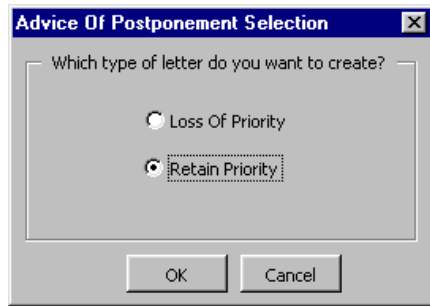 Advice Of Postponement Selection
Which type of letter do you want to create?
Loss Of Priority
Retain Priority
OK Cancel